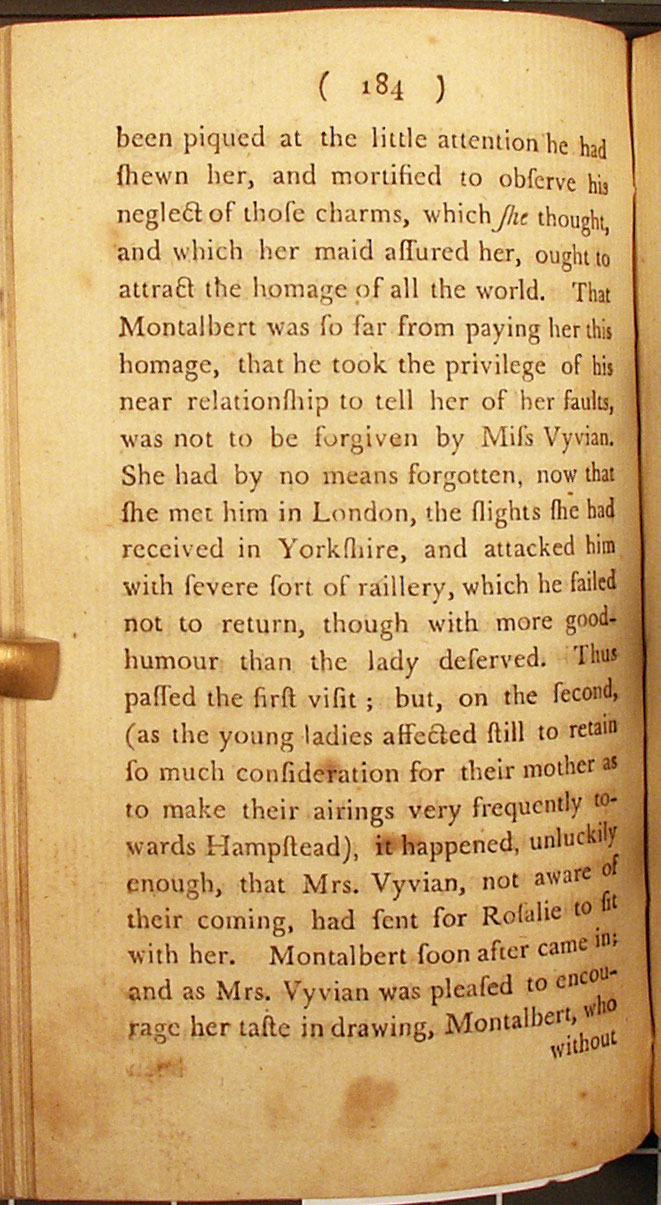 ( 184 )
been piqued at the little attention he had
ſhewn her, and mortified to obſerve his
neglect of thoſe charms, which ſhe thought,
and which her maid aſſured her, ought to
attract the homage of all the world. That
Montalbert was ſo far from paying her this
homage, that he took the privilege of his
near relationſhip to tell her of her faults,
was not to be forgiven by Miſs Vyvian.
She had by no means forgotten, now that
ſhe met him in London, the ſlights ſhe had
received in Yorkſhire, and attacked him
with ſevere ſort of raillery, which he failed
not to return, though with more good-
humour than the lady deſerved. Thus
paſſed the firſt viſit ; but, on the ſecond,
(as the young ladies affected ſtill to retain
ſo much conſideration for their mother as
to make their airings very frequently to-
wards Hampſtead), it happened, unluckily
enough, that Mrs. Vyvian, not aware of
their coming, had ſent for Roſalie to ſit
with her. Montalbert ſoon after came in;
and as Mrs. Vyvian was pleaſed to encou-
rage her taſte in drawing, Montalbert, who
without